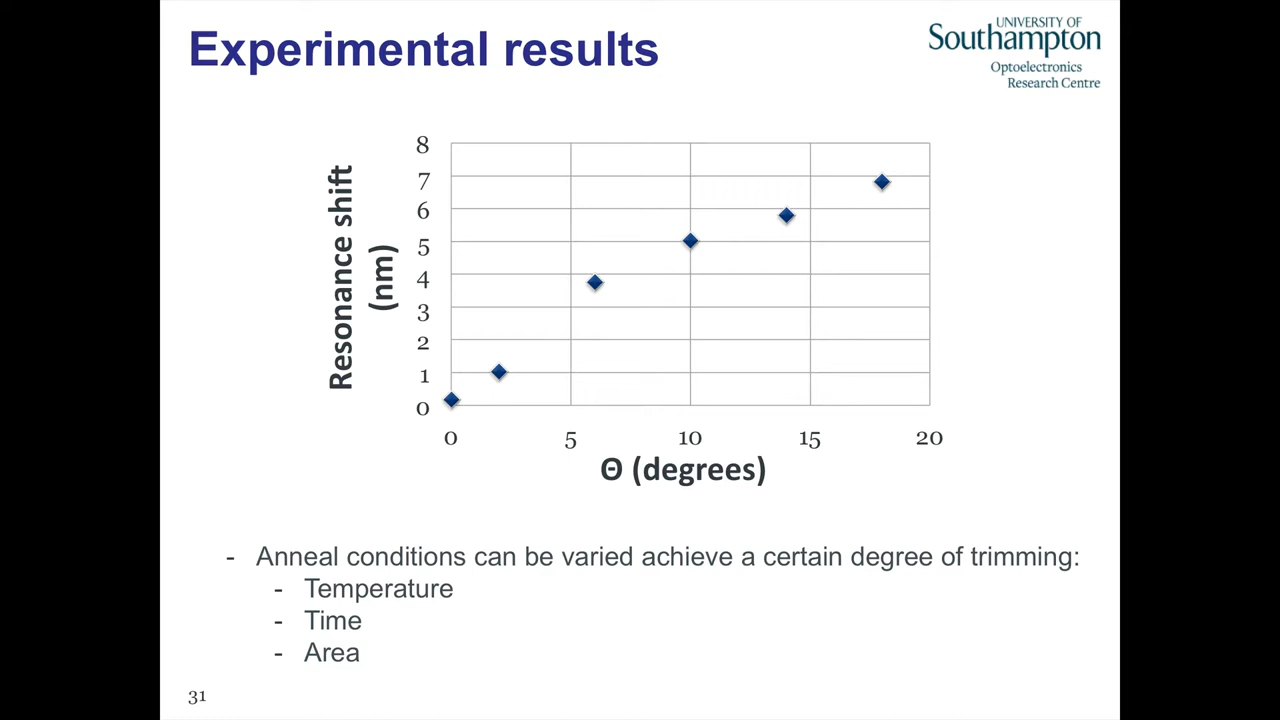 Experimental results
UNIVERSITY OF
Southampton
Optoelectronics
Research Centre
8
7
6
5
4
3
2
1
0
Resonance shift
(nm)
0 5 10 15 20
Θ (degrees)
- Anneal conditions can be varied achieve a certain degree of trimming:
- Temperature
- Time
- Area
31